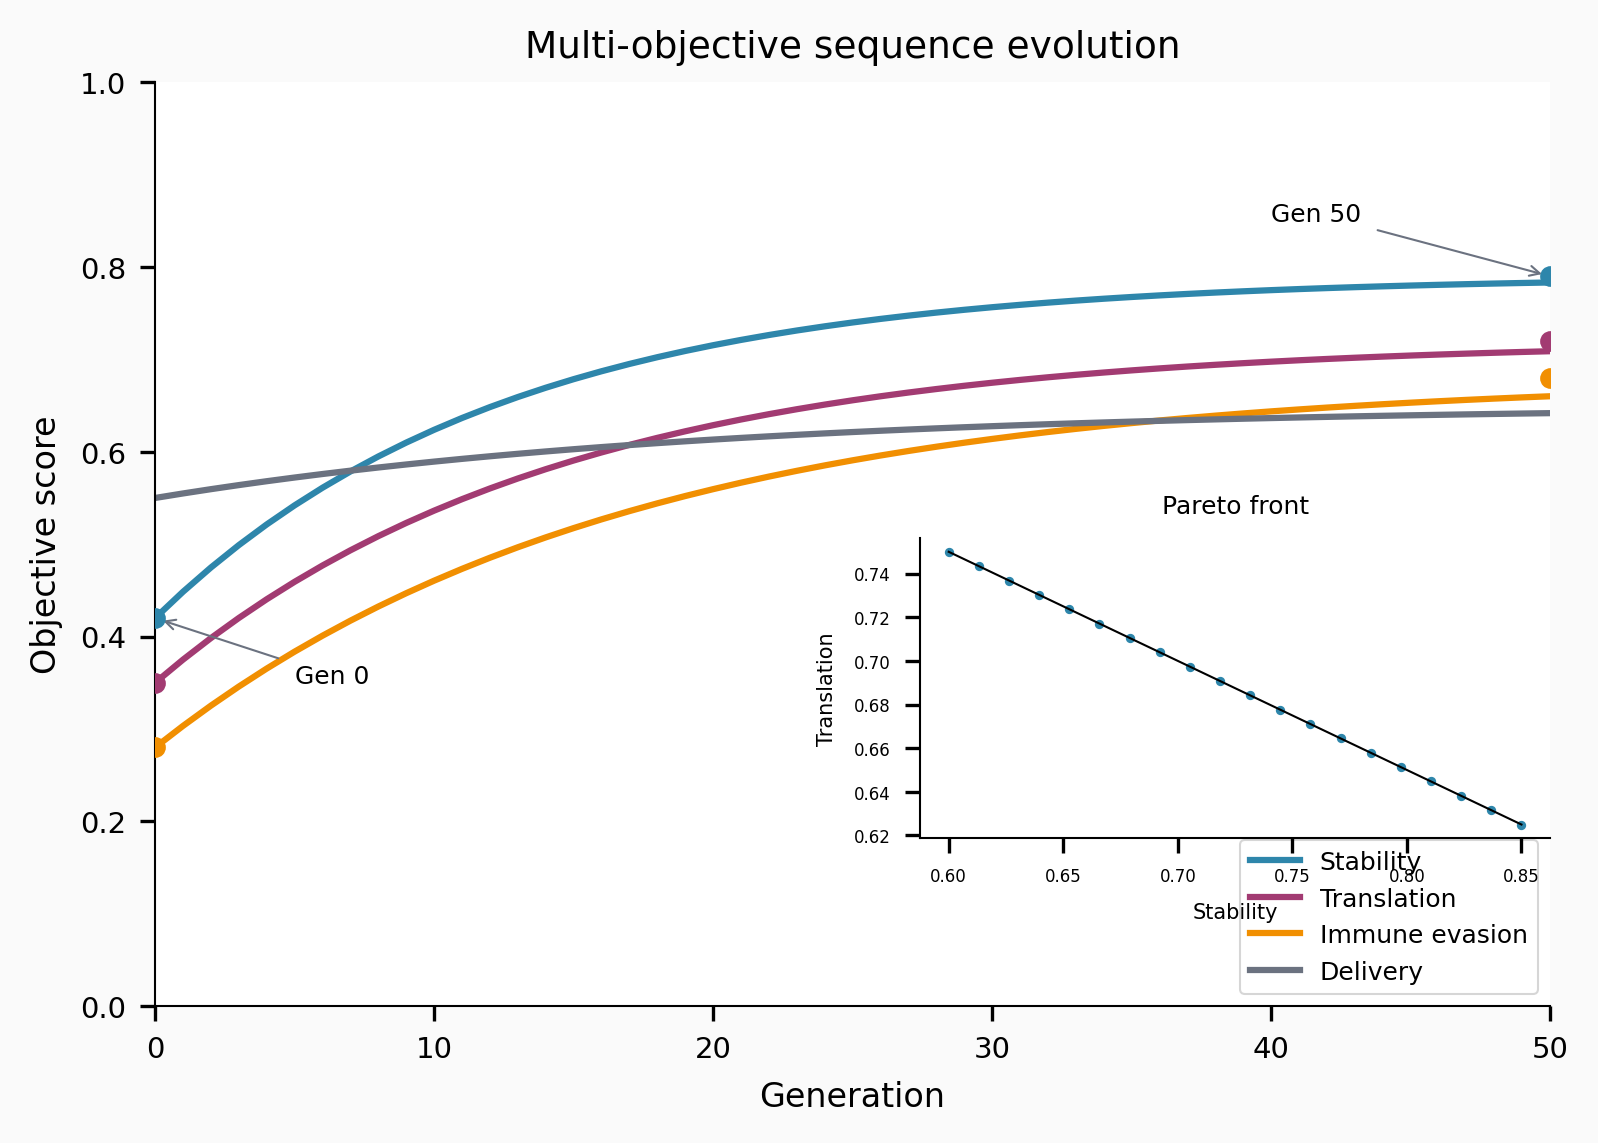 Multi-objective sequence evolution
Objective score
1.0
0.8
0.6
0.4
0.2
0.0
Gen 50
Gen 0
Pareto front
Translation
0.74
0.72
0.70
0.68
0.66
0.64
0.62
0.60 0.65 0.70 0.75 0.80 0.85
Stability
Stability
Translation
Immune evasion
Delivery
0 10 20 30 40 50
Generation